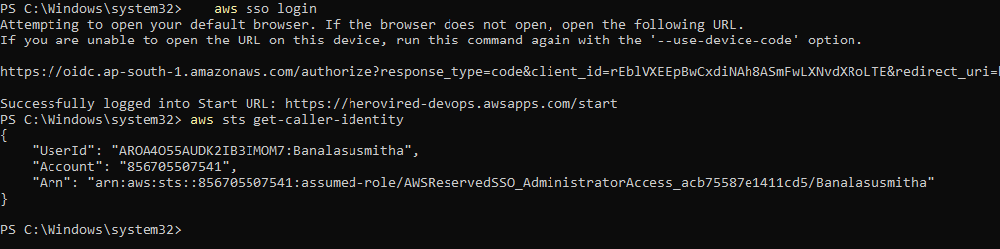 PS C:\Windows\system32>    aws sso login
Attempting to open your default browser. If the browser does not open, open the following URL.
If you are unable to open the URL on this device, run this command again with the '--use-device-code' option.
https://oidc.ap-south-1.amazonaws.com/authorize?response_type=code&client_id=rEblVXEEpBwCxdiNAh8ASmFwLXNvdXRoLTE&redirect_uri=
Successfully logged into Start URL: https://herovired-devops.awsapps.com/start
PS C:\Windows\system32> aws sts get-caller-identity
{
    "UserId": "AROA4O55AUDK2IB3IMOM7:Banalasusmitha",
    "Account": "856705507541",
    "Arn": "arn:aws:sts::856705507541:assumed-role/AWSReservedSSO_AdministratorAccess_acb75587e1411cd5/Banalasusmitha"
}
PS C:\Windows\system32>